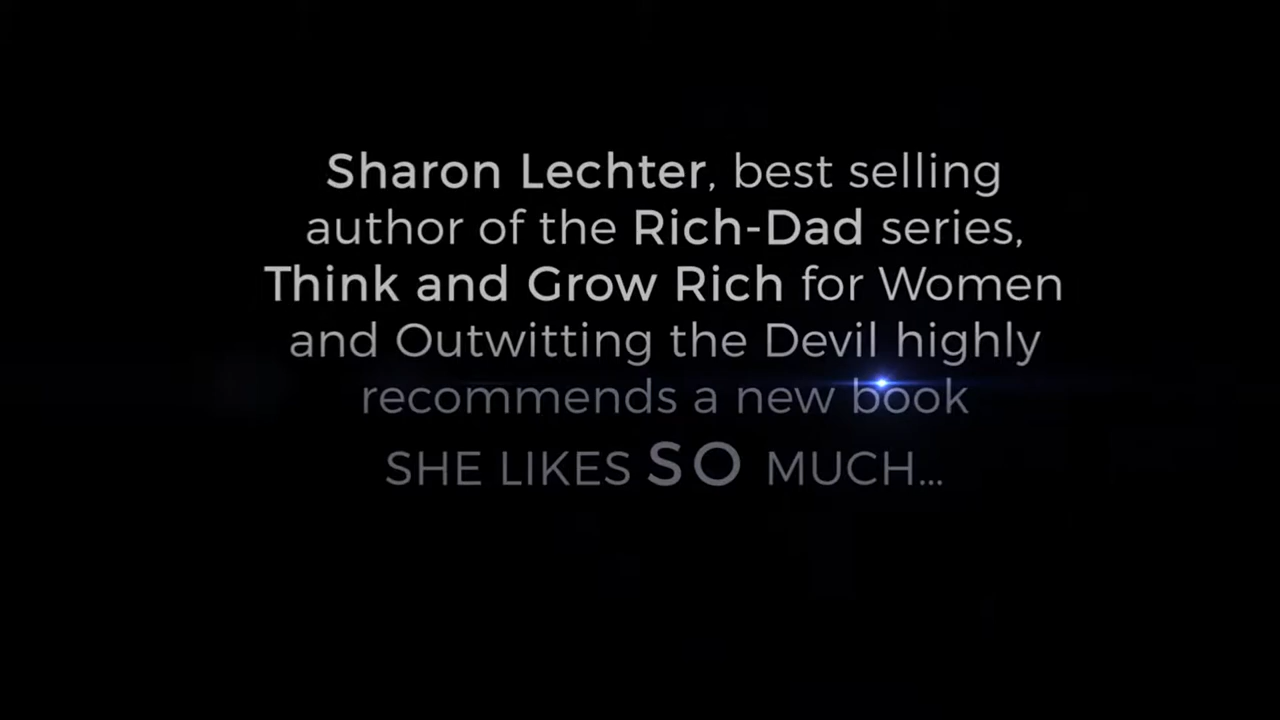 Sharon Lechter, best selling
author of the Rich-Dad series,
Think and Grow Rich for Women
and Outwitting the Devil highly
recommends a new book
SHE LIKES SO MUCH...